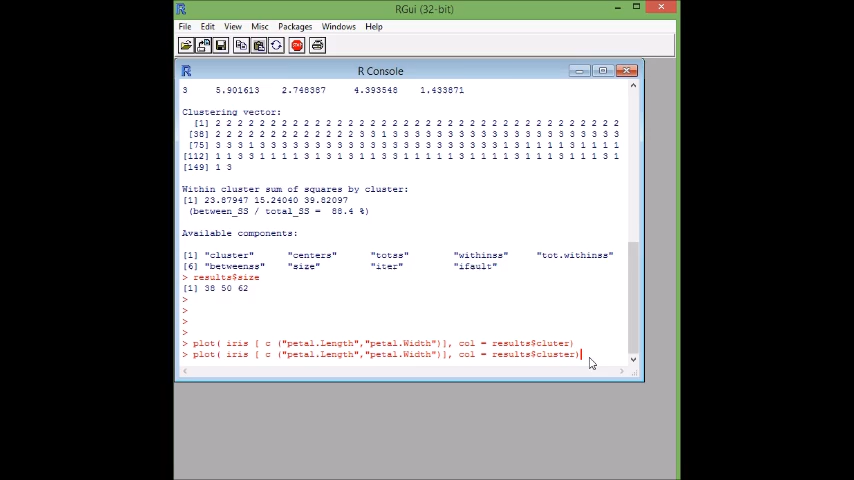 RGui (32-bit)
File Edit View Misc Packages Windows Help
R Console
3 5.901613 2.748387 4.393548 1.433871
Clustering vector:
[1] 2 2 2 2 2 2 2 2 2 2 2 2 2 2 2 2 2 2 2 2 2 2 2 2 2 2 2 2 2 2 2 2 2 2 2 2 2
[38] 2 2 2 2 2 2 2 2 2 2 2 2 2 3 3 1 3 3 3 3 3 3 3 3 3 3 3 3 3 3 3 3 3 3 3 3 3
[75] 3 3 3 1 3 3 3 3 3 3 3 3 3 3 3 3 3 3 3 3 3 3 3 3 3 3 1 3 1 1 1 1 3 1 1 1 1
[112] 1 1 3 3 1 1 1 1 3 1 3 1 3 1 1 3 3 1 1 1 1 1 3 1 1 1 1 3 1 1 1 3 1 1 1 3 1
[149] 1 3
Within cluster sum of squares by cluster:
[1] 23.87947 15.24040 39.82097
(between_SS / total_SS = 88.4 %)
Available components:
[1] "cluster" "centers" "totss" "withinss" "tot.withinss"
[6] "betweenss" "size" "iter" "ifault"
> results$size
[1] 38 50 62
>
>
>
>
> plot( iris [ c ("petal.Length","petal.Width")], col = results$cluter)
> plot( iris [ c ("petal.Length","petal.Width")], col = results$cluster)